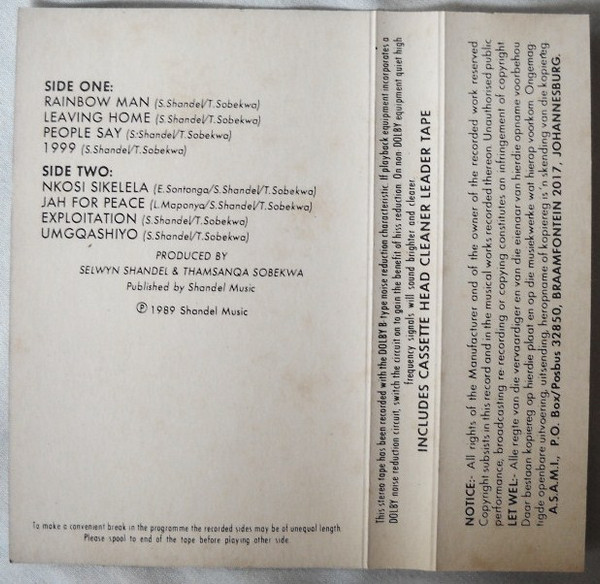 SIDE ONE:
RAINBOW MAN (S.Shandel/T.Sobekwa)
LEAVING HOME (S.Shandel/T.Sobekwa)
PEOPLE SAY (S.Shandel/T.Sobekwa)
1999 (S.Shandel/T.Sobekwa)
SIDE TWO:
NKOSI SIKELELA (E.Sontonga/S.Shandel/T.Sobekwa)
JAH FOR PEACE (L.Maponya/S.Shandel/T.Sobekwa)
EXPLOITATION (S.Shandel/T.Sobekwa)
UMGQASHIYO (S.Shandel/T.Sobekwa)
PRODUCED BY
SELWYN SHANDEL & THAMSANQA SOBEKWA
Published by Shandel Music
℗ 1989 Shandel Music
To make a convenient break in the programme the recorded sides may be of unequal length
Please spool to end of the tape before playing other side.
This stereo tape has been recorded with the DOLBY B-type noise reduction characteristic. If playback equipment incorporates a
DOLBY noise reduction circuit, switch the circuit on to gain the benefit of hiss reduction. On non-DOLBY equipment quiet high
frequency signals will sound brighter and clearer.
INCLUDES CASSETTE HEAD CLEANER LEADER TAPE
NOTICE:- All rights of the Manufacturer and of the owner of the recorded work reserved
Copyright subsists in this record and in the musical works recorded thereon. Unauthorised public
performance, broadcasting re-recording or copying constitutes an infringement of copyright
LET WEL:- Alle regte van die vervaardiger en van die eienaar van hierdie opname voorbehou
Daar bestaan kopiereg op hierdie plaat en op die musiekwerke wat hierop voorkom. Ongemag
tigde openbare uitvoering, uitsending, heropname of kopiereg is 'n skending van die kopiereg
A.S.A.M.I., P.O. Box/Posbus 32850, BRAAMFONTEIN 2017, JOHANNESBURG.